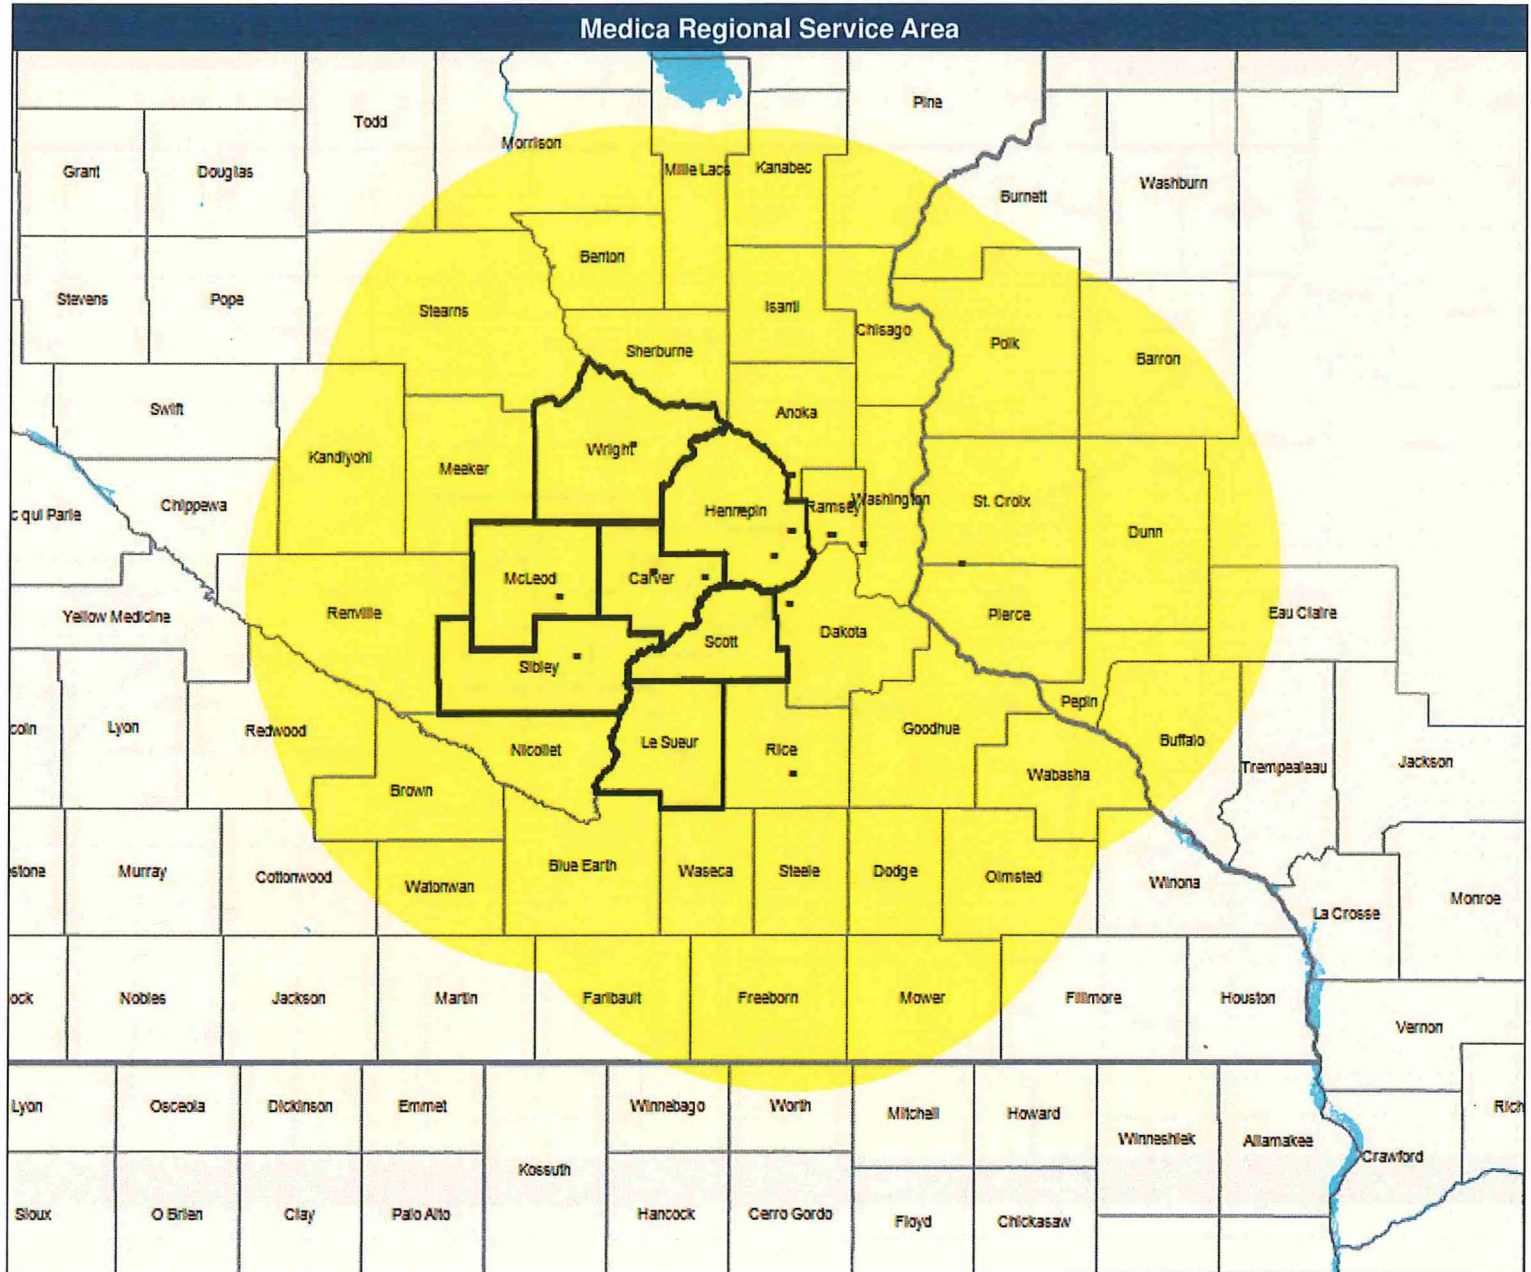 Medica Regional Service Area
Pine
Todd
Morrison
Grant
Douglas
Mille Lacs
Kanabec
Burnett
Washburn
Benton
Stevens
Pope
Stearns
Isanti
Chisago
Polk
Barron
Sherburne
Swift
Anoka
Wright
Kandiyohi
Meeker
Chippewa
c qui Parle
Hennepin
Ramsey
Washington
St. Croix
Dunn
McLeod
Carver
Yellow Medicine
Renville
Scott
Dakota
Pierce
Eau Claire
Sibley
Pepin
coln
Lyon
Redwood
Nicollet
Le Sueur
Rice
Goodhue
Buffalo
Trempealeau
Jackson
Brown
Wabasha
stone
Murray
Cottonwood
Watonwan
Blue Earth
Waseca
Steele
Dodge
Olmsted
Winona
La Crosse
Monroe
ock
Nobles
Jackson
Martin
Faribault
Freeborn
Mower
Fillmore
Houston
Vernon
Lyon
Osceola
Dickinson
Emmet
Winnebago
Worth
Mitchell
Howard
Rich
Kossuth
Winneshiek
Allamakee
Crawford
Sioux
O Brien
Clay
Palo Alto
Hancock
Cerro Gordo
Floyd
Chickasaw